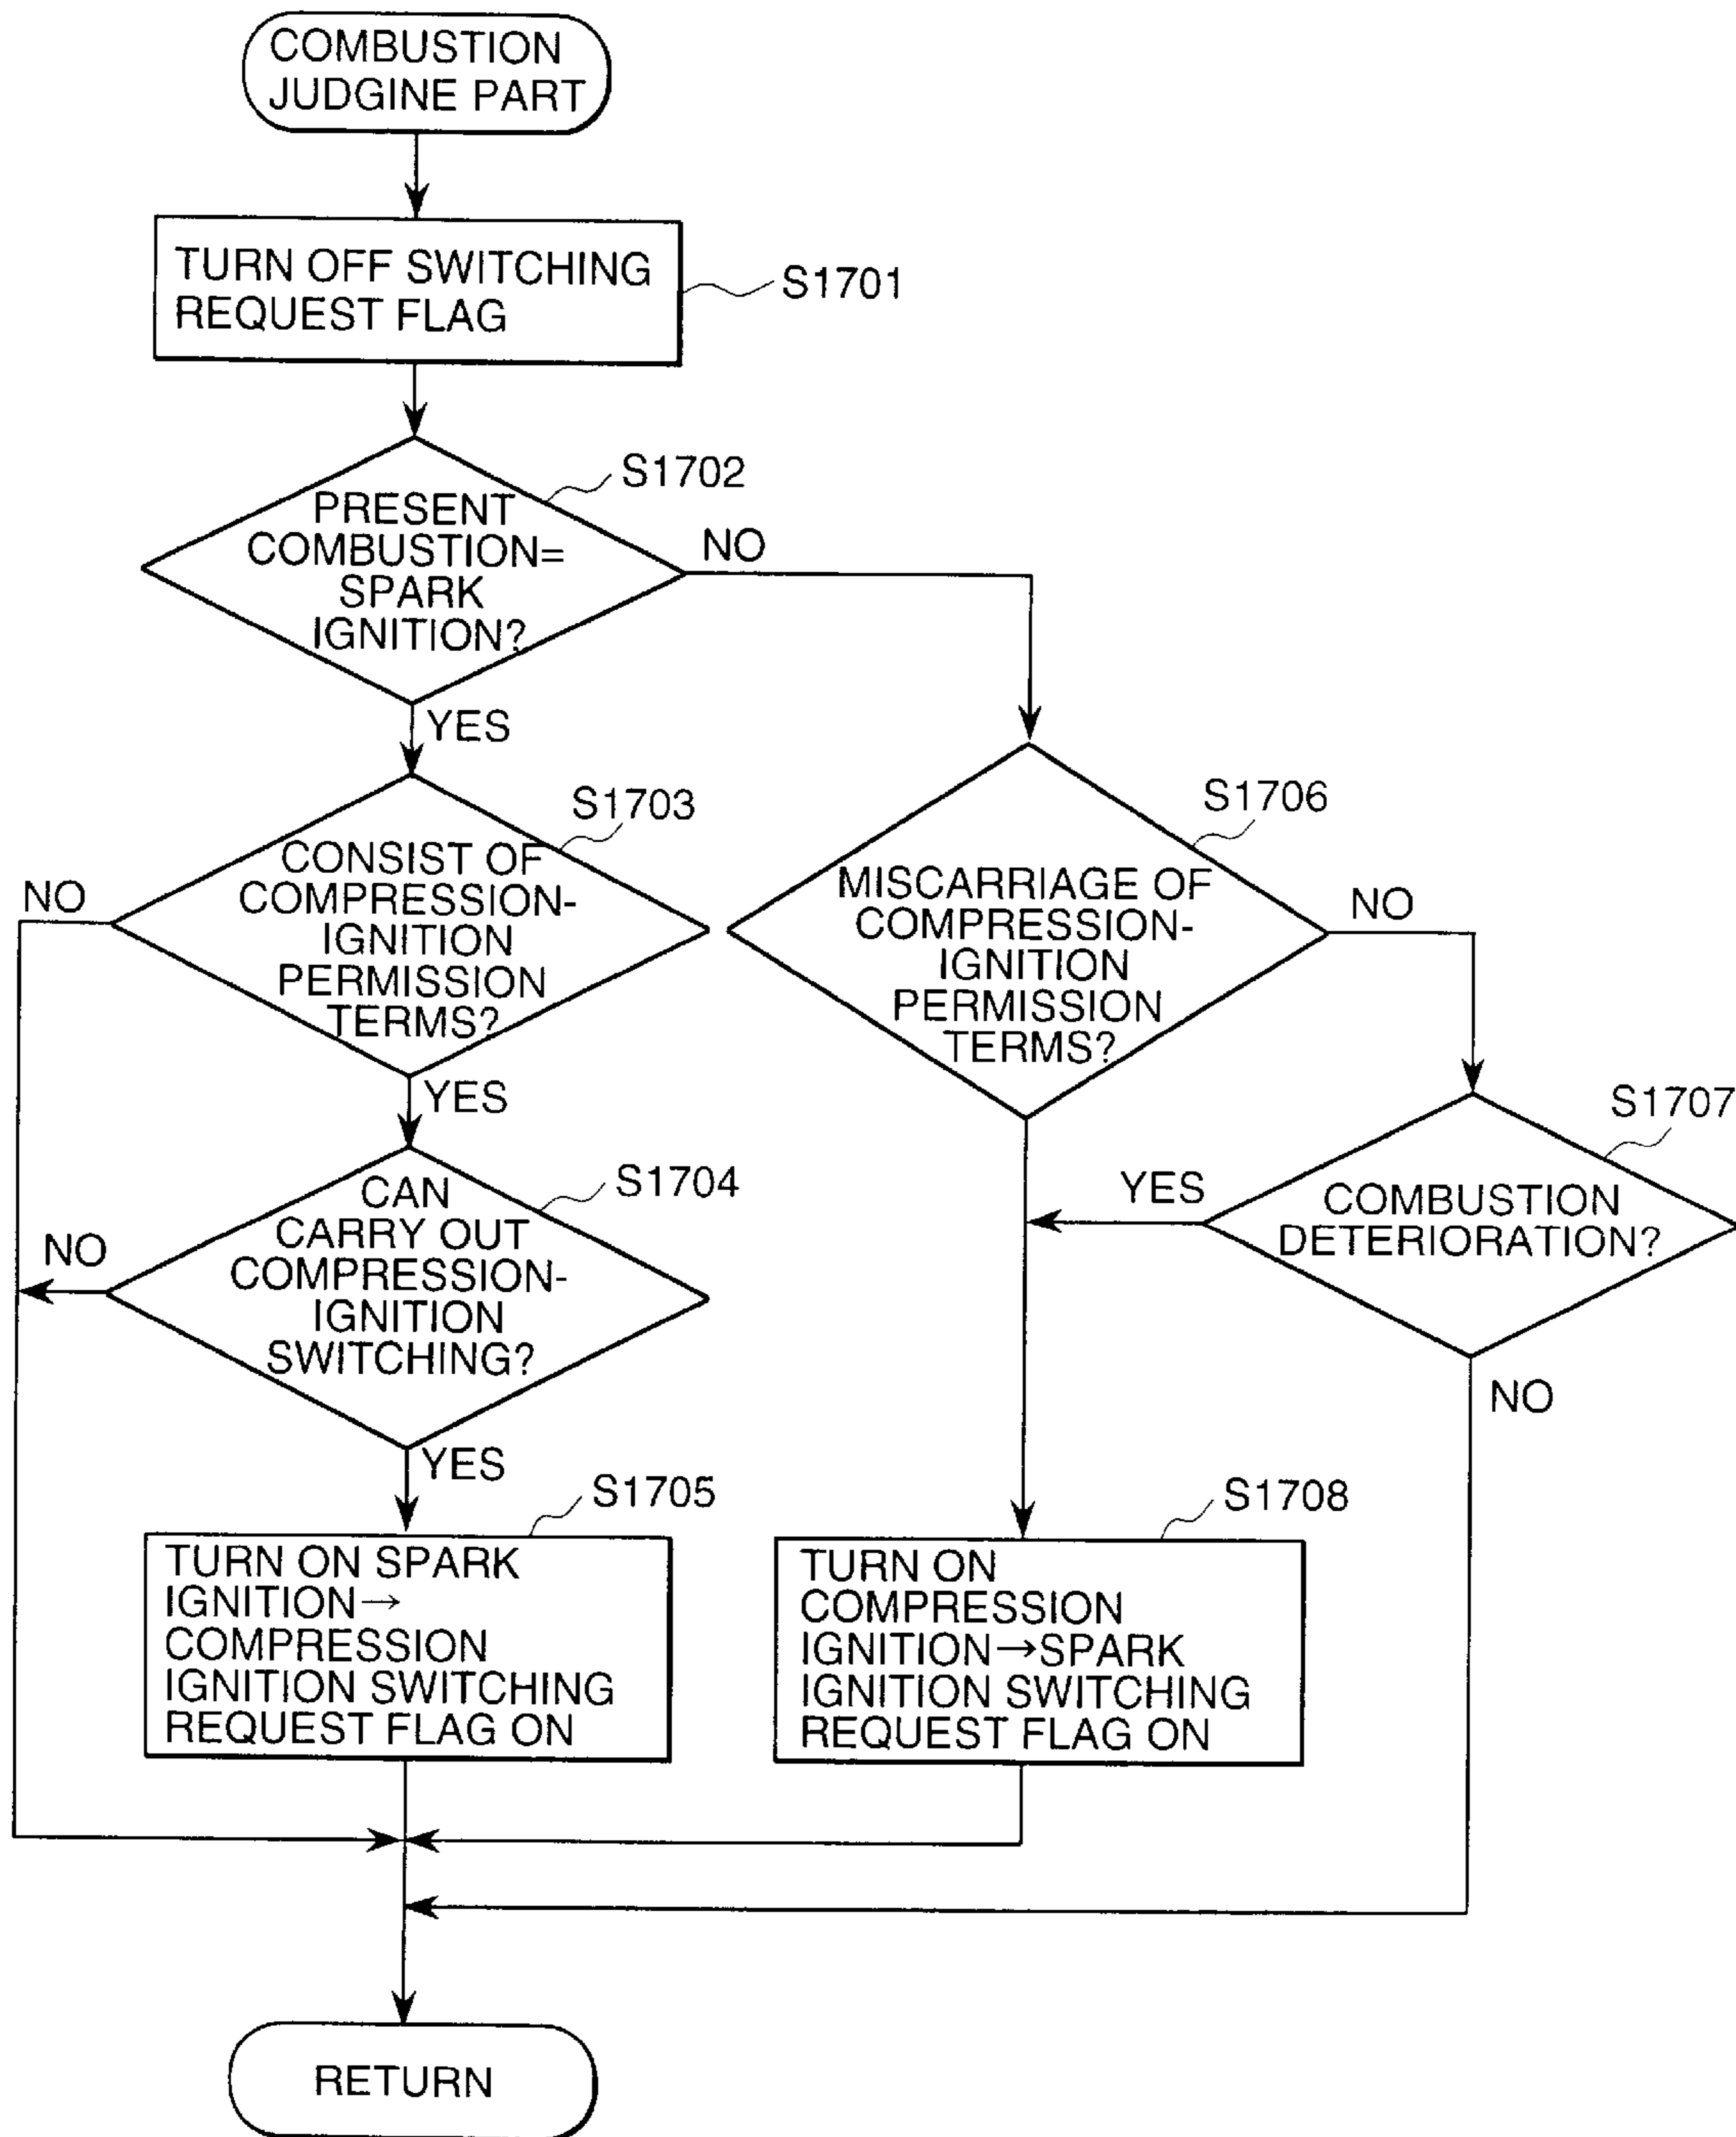 COMBUSTION
JUDGINE PART
TURN OFF SWITCHING
REQUEST FLAG
S1701
S1702
PRESENT
COMBUSTION=
SPARK
IGNITION?
NO
YES
S1703
CONSIST OF
COMPRESSION-
IGNITION
PERMISSION
TERMS?
NO
YES
S1704
CAN
CARRY OUT
COMPRESSION-
IGNITION
SWITCHING?
NO
YES
S1705
TURN ON SPARK
IGNITION→
COMPRESSION
IGNITION SWITCHING
REQUEST FLAG ON
S1706
MISCARRIAGE OF
COMPRESSION-
IGNITION
PERMISSION
TERMS?
NO
S1707
COMBUSTION
DETERIORATION?
YES
NO
S1708
TURN ON
COMPRESSION
IGNITION→SPARK
IGNITION SWITCHING
REQUEST FLAG ON
RETURN